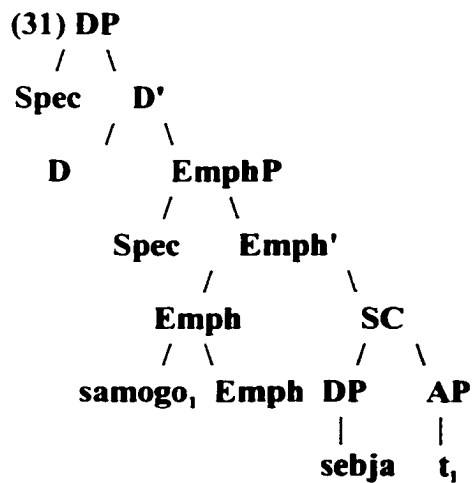 (31) DP
Spec D'
D EmphP
Spec Emph'
Emph SC
samogo₁ Emph DP AP
sebja t₁